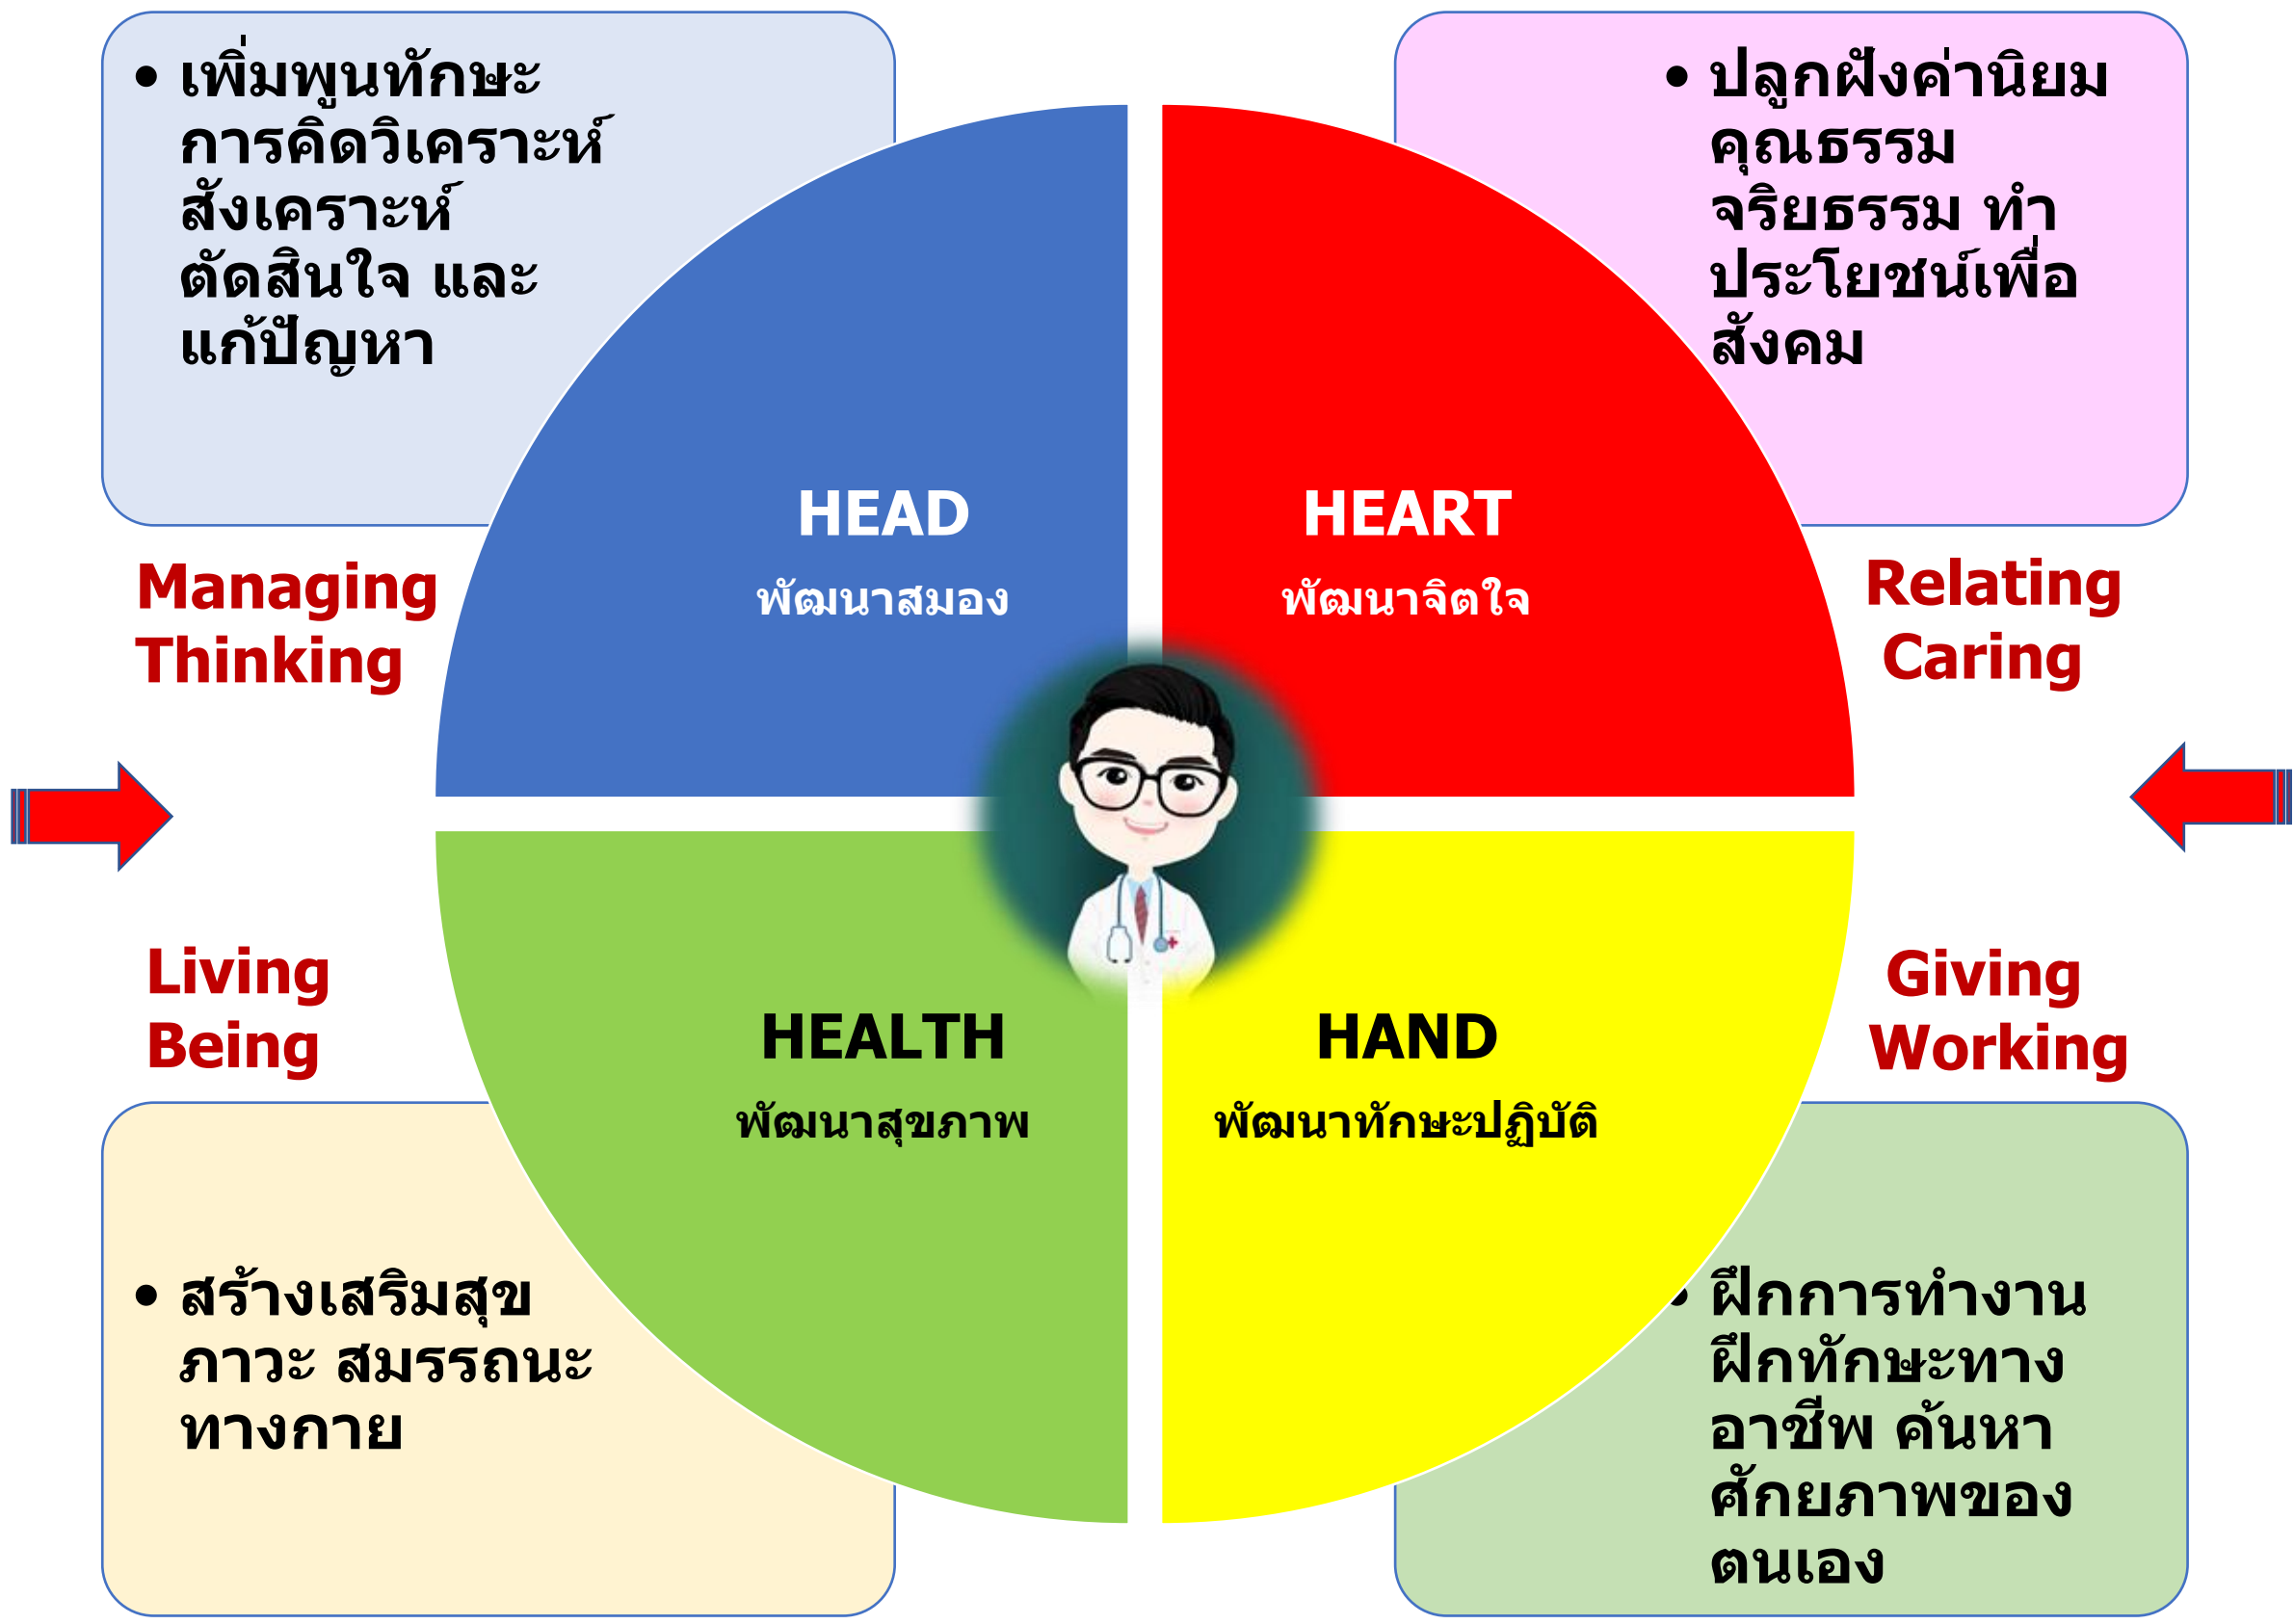 • เพิ่มพูนทักษะ
การคิดวิเคราะห์
สังเคราะห์
ตัดสินใจ และ
แก้ปัญหา
• ปลูกฝังค่านิยม
คุณธรรม
จริยธรรม ทำ
ประโยชน์เพื่อ
สังคม
HEAD
พัฒนาสมอง
HEART
พัฒนาจิตใจ
Managing
Thinking
Relating
Caring
Living
Being
Giving
Working
HEALTH
พัฒนาสุขภาพ
HAND
พัฒนาทักษะปฏิบัติ
• สร้างเสริมสุข
ภาวะ สมรรถนะ
ทางกาย
• ฝึกการทำงาน
ฝึกทักษะทาง
อาชีพ ค้นหา
ศักยภาพของ
ตนเอง